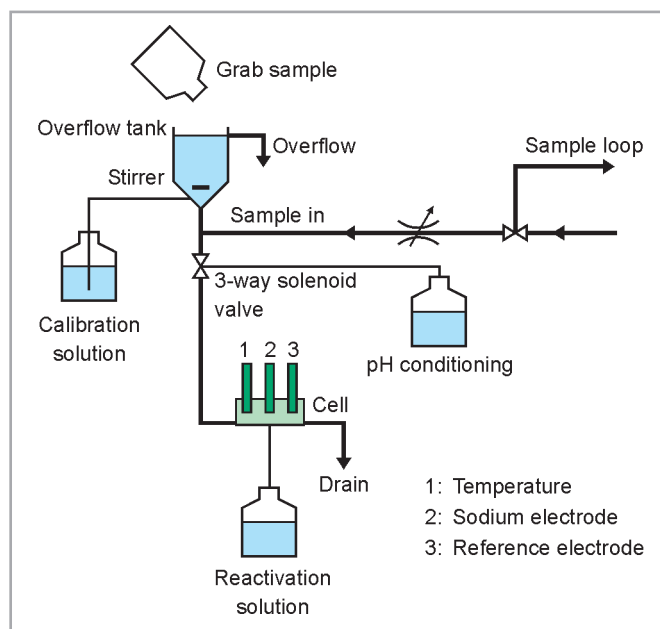 Grab sample
Overflow tank
Overflow
Sample loop
Stirrer
Sample in
3-way solenoid
valve
Calibration
solution
pH conditioning
1 2 3
Cell
Drain
1: Temperature
2: Sodium electrode
3: Reference electrode
Reactivation
solution